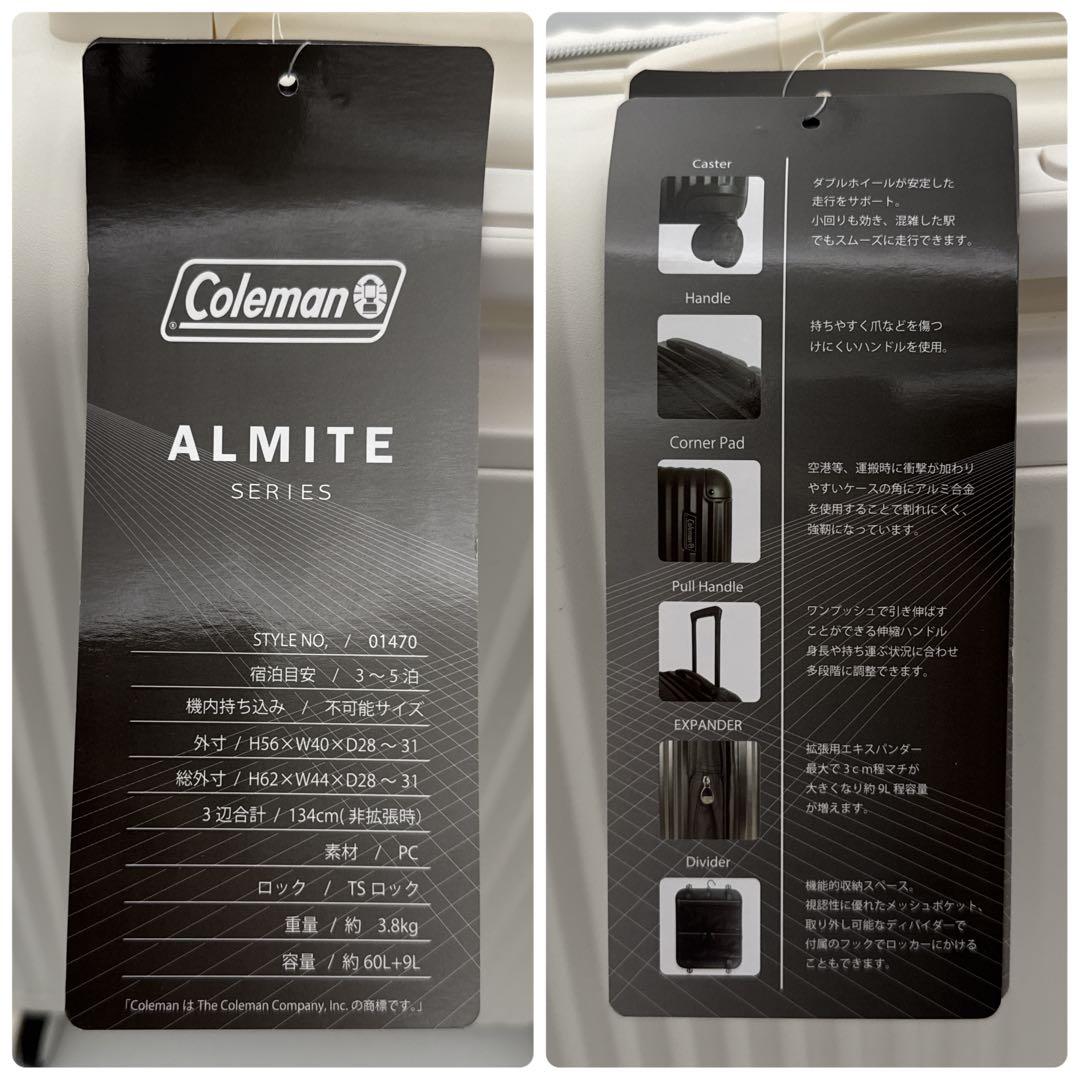 Coleman
ALMITE
SERIES
STYLE NO, / 01470
宿泊目安 / 3～5泊
機内持ち込み / 不可能サイズ
外寸 / H56×W40×D28～31
総外寸 / H62×W44×D28～31
3辺合計 / 134cm(非拡張時)
素材 / PC
ロック / TSロック
重量 / 約 3.8kg
容量 / 約60L+9L
「Coleman は The Coleman Company, Inc. の商標です。」
Caster
ダブルホイールが安定した
走行をサポート。
小回りも効き、混雑した駅
でもスムーズに走行できます。
Handle
持ちやすく爪などを傷つ
けにくいハンドルを使用。
Corner Pad
空港等、運搬時に衝撃が加わり
やすいケースの角にアルミ合金
を使用することで割れにくく、
強靭になっています。
Coleman
Pull Handle
ワンプッシュで引き伸ばす
ことができる伸縮ハンドル
身長や持ち運ぶ状況に合わせ
多段階に調整できます。
EXPANDER
拡張用エキスパンダー
最大で3cm程マチが
大きくなり約9L程容量
が増えます。
Divider
機能的収納スペース。
視認性に優れたメッシュポケット、
取り外し可能なディバイダーで
付属のフックでロッカーにかける
こともできます。